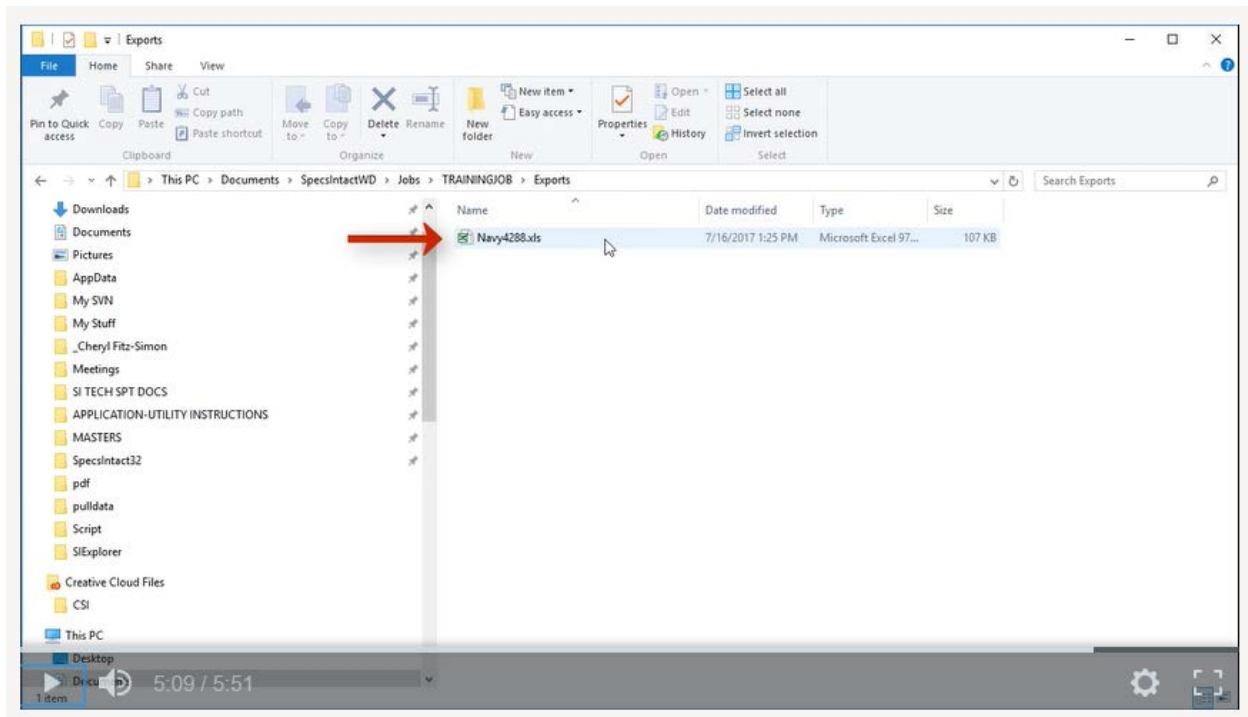 Exports
File Home Share View
Pin to Quick access
Copy
Paste
Cut
Copy path
Paste shortcut
Move to
Copy to
Delete
Rename
New folder
New item
Easy access
Properties
Open
Edit
History
Select all
Select none
Invert selection
Clipboard Organize New Open Select
This PC > Documents > SpecsIntactWD > Jobs > TRAININGJOB > Exports
Search Exports
Name Date modified Type Size
Navy4288.xls 7/16/2017 1:25 PM Microsoft Excel 97... 107 KB
Downloads
Documents
Pictures
AppData
My SVN
My Stuff
_Cheryl Fitz-Simon
Meetings
SI TECH SPT DOCS
APPLICATION-UTILITY INSTRUCTIONS
MASTERS
SpecsIntact32
pdf
pulldata
Script
SIExplorer
Creative Cloud Files
CSI
This PC
Desktop
5:09 / 5:51
1 item